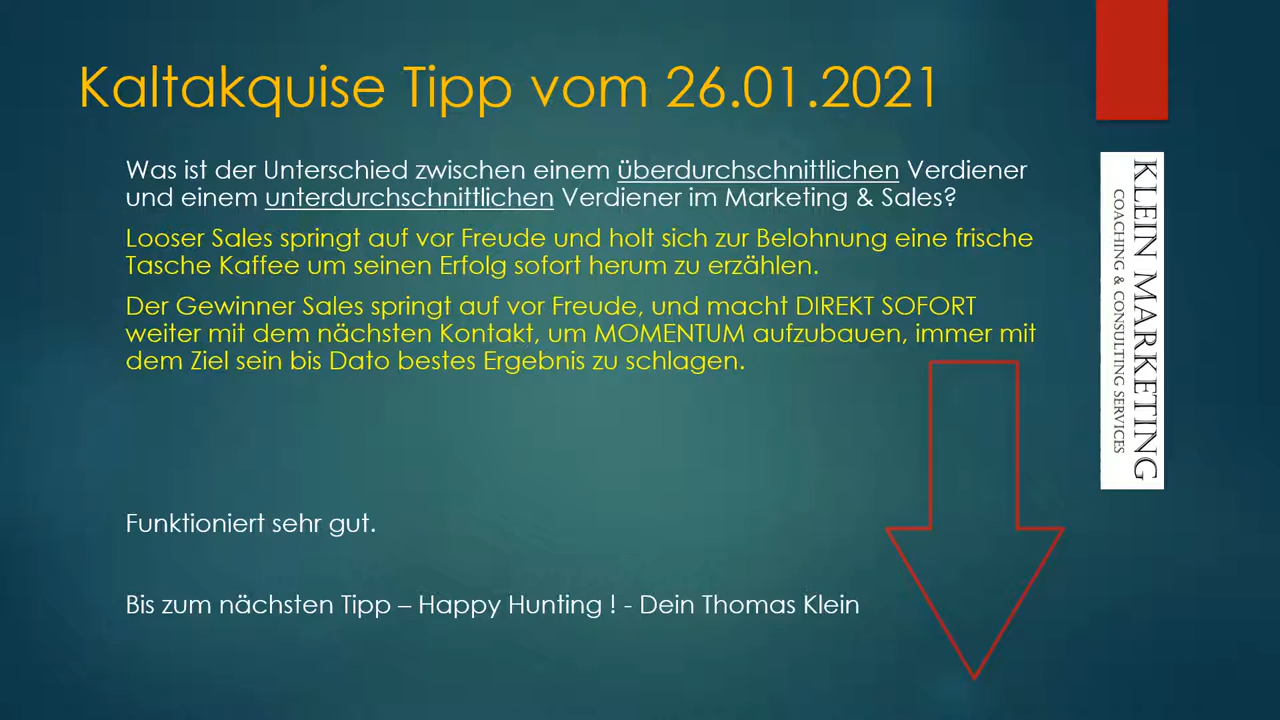 Kaltakquise Tipp vom 26.01.2021
Was ist der Unterschied zwischen einem überdurchschnittlichen Verdiener
und einem unterdurchschnittlichen Verdiener im Marketing & Sales?
Looser Sales springt auf vor Freude und holt sich zur Belohnung eine frische
Tasche Kaffee um seinen Erfolg sofort herum zu erzählen.
Der Gewinner Sales springt auf vor Freude, und macht DIREKT SOFORT
weiter mit dem nächsten Kontakt, um MOMENTUM aufzubauen, immer mit
dem Ziel sein bis Dato bestes Ergebnis zu schlagen.
Funktioniert sehr gut.
Bis zum nächsten Tipp – Happy Hunting ! - Dein Thomas Klein
KLEIN MARKETING
COACHING & CONSULTING SERVICES